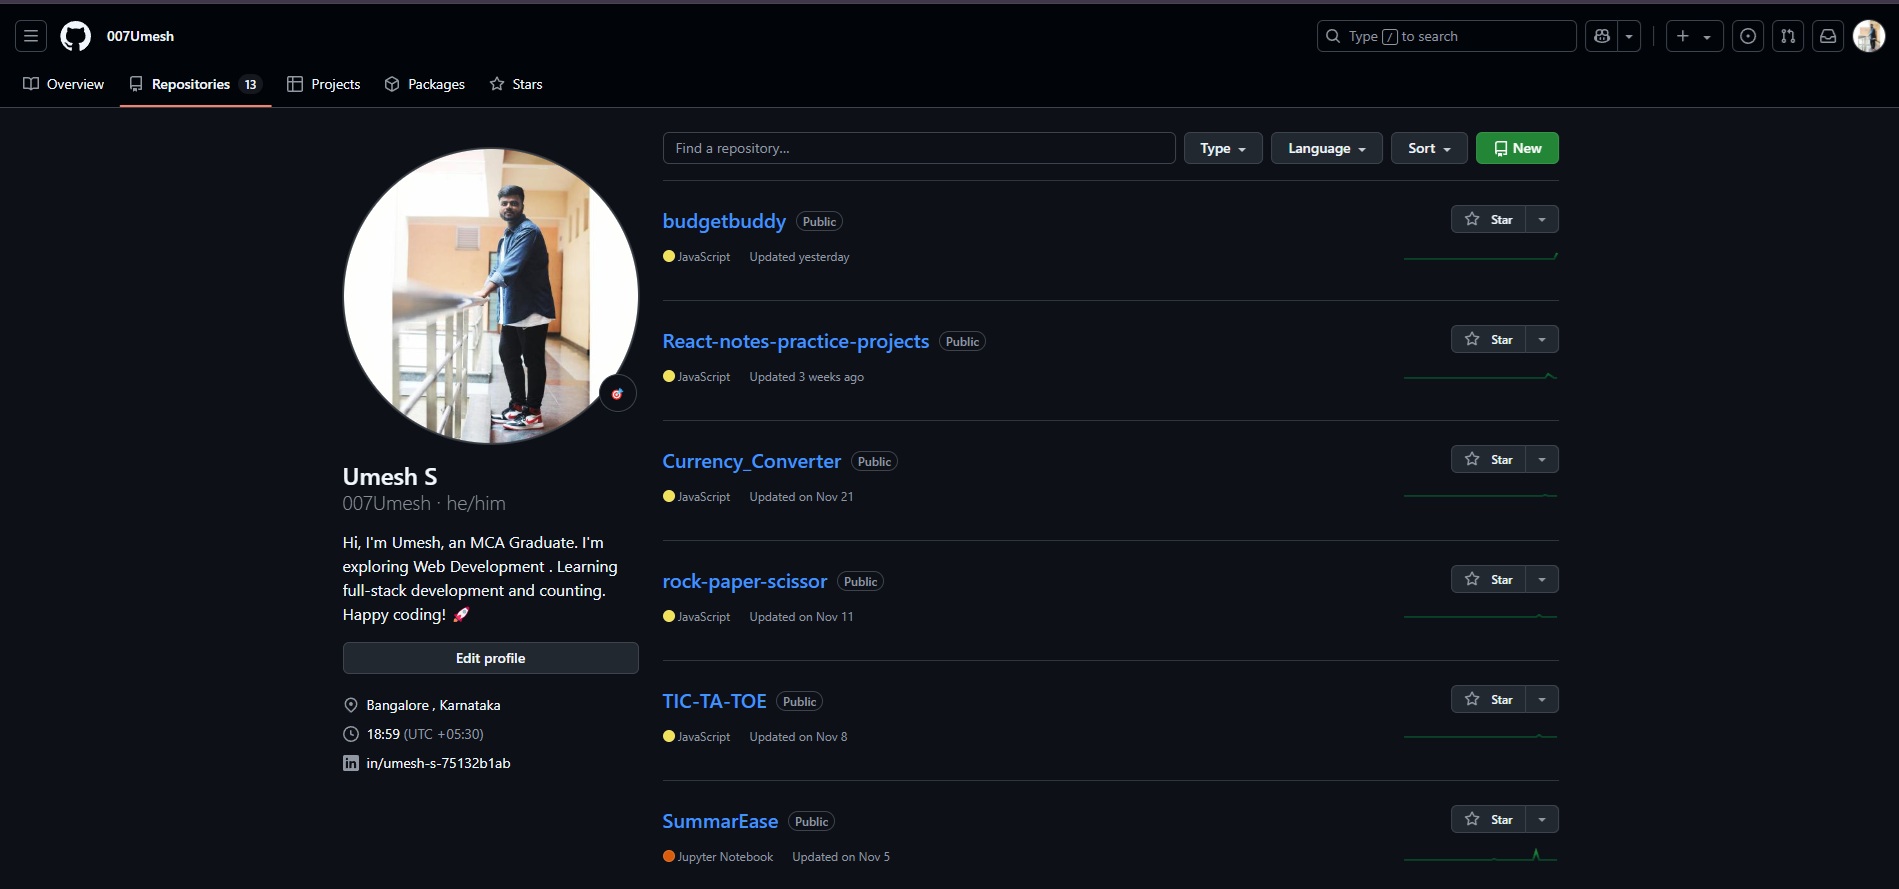 007Umesh
Type / to search
Overview
Repositories 13
Projects
Packages
Stars
Find a repository...
Type
Language
Sort
New
Umesh S
007Umesh · he/him
Hi, I'm Umesh, an MCA Graduate. I'm
exploring Web Development . Learning
full-stack development and counting.
Happy coding! 🚀
Edit profile
Bangalore , Karnataka
18:59 (UTC +05:30)
in/umesh-s-75132b1ab
budgetbuddy Public
Star
JavaScript Updated yesterday
React-notes-practice-projects Public
Star
JavaScript Updated 3 weeks ago
Currency_Converter Public
Star
JavaScript Updated on Nov 21
rock-paper-scissor Public
Star
JavaScript Updated on Nov 11
TIC-TA-TOE Public
Star
JavaScript Updated on Nov 8
SummarEase Public
Star
Jupyter Notebook Updated on Nov 5